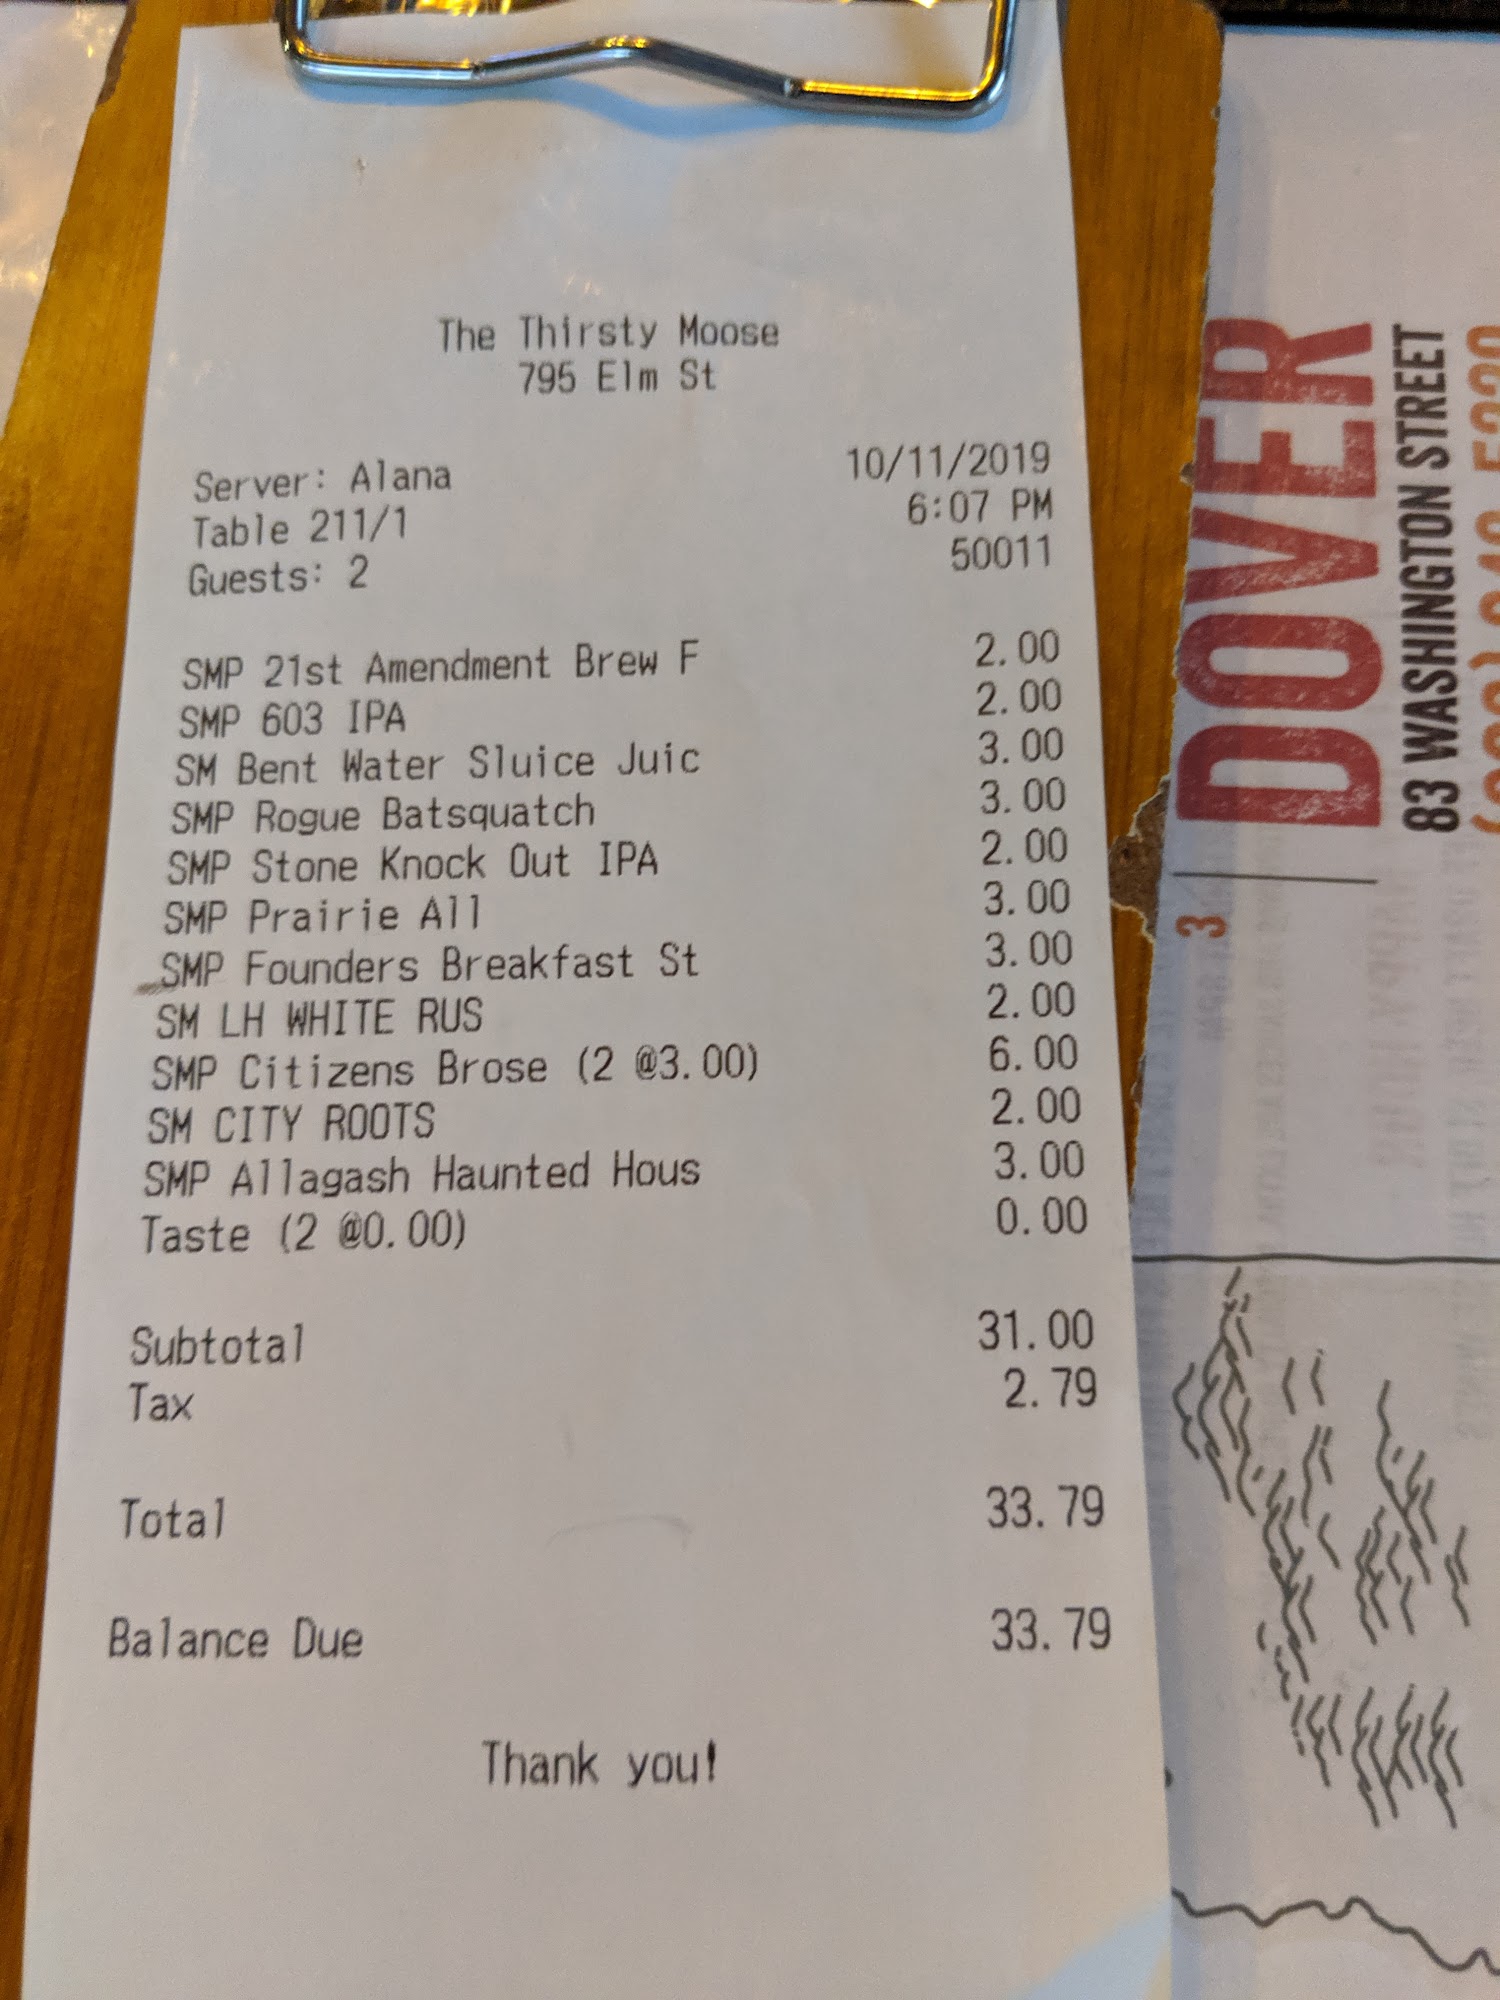 The Thirsty Moose
795 Elm St
Server: Alana
10/11/2019
Table 211/1
6:07 PM
Guests: 2
50011
SMP 21st Amendment Brew F 2.00
SMP 603 IPA 2.00
SM Bent Water Sluice Juic 3.00
SMP Rogue Batsquatch 3.00
SMP Stone Knock Out IPA 2.00
SMP Prairie All 3.00
SMP Founders Breakfast St 3.00
SM LH WHITE RUS 2.00
SMP Citizens Brose (2 @3.00) 6.00
SM CITY ROOTS 2.00
SMP Allagash Haunted Hous 3.00
Taste (2 @0.00) 0.00
Subtotal 31.00
Tax 2.79
Total 33.79
Balance Due 33.79
Thank you!
DOVER
83 WASHINGTON STREET
3